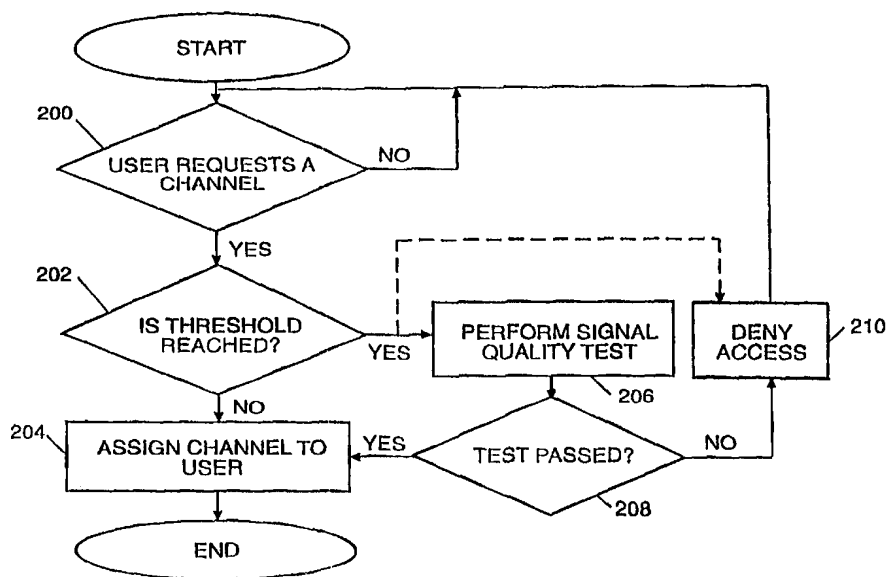 START
200
USER REQUESTS A
CHANNEL
NO
YES
202
IS THRESHOLD
REACHED?
YES
PERFORM SIGNAL
QUALITY TEST
DENY
ACCESS
210
206
NO
204
ASSIGN CHANNEL TO
USER
YES
TEST PASSED?
NO
208
END